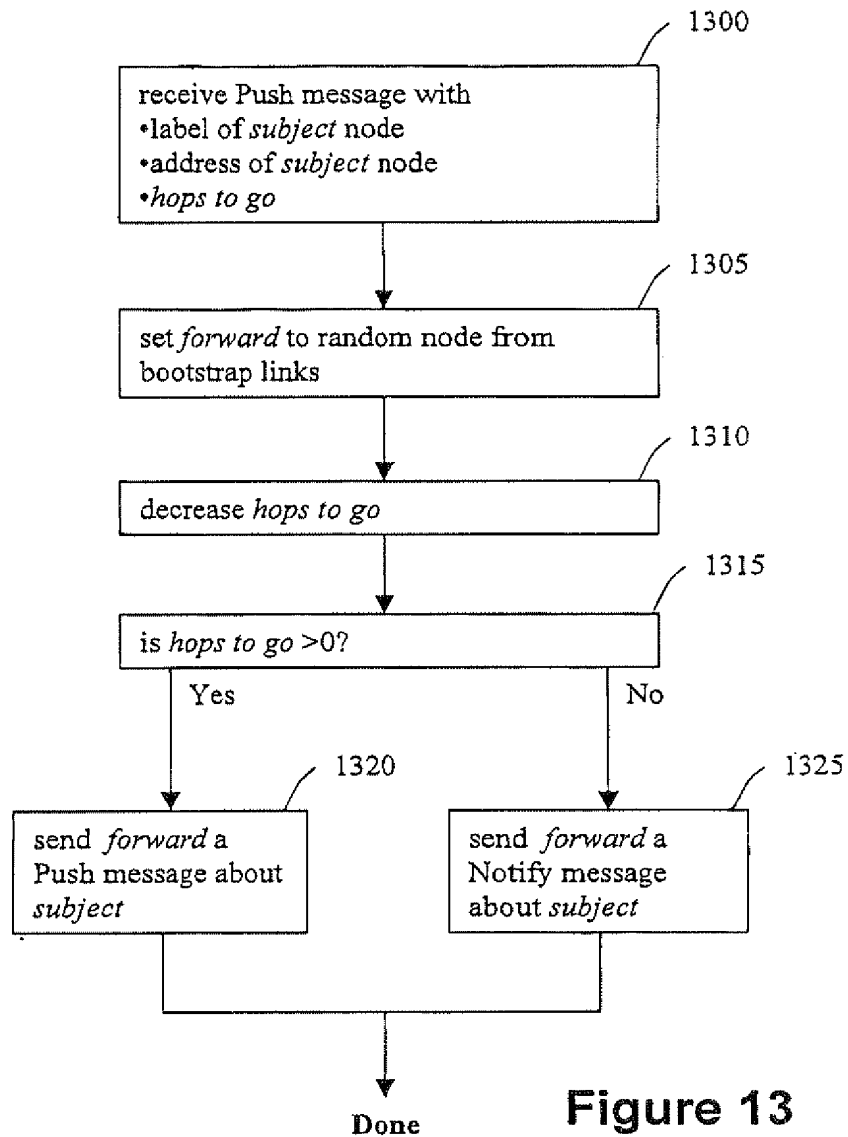 1300
receive Push message with
•label of subject node
•address of subject node
•hops to go
1305
set forward to random node from
bootstrap links
1310
decrease hops to go
1315
is hops to go >0?
Yes
No
1320
1325
send forward a
Push message about
subject
send forward a
Notify message
about subject
Done
Figure 13